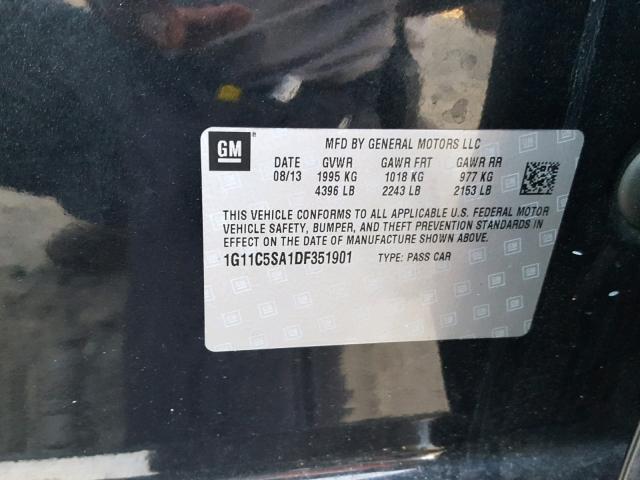 GM ®
MFD BY GENERAL MOTORS LLC
DATE GVWR GAWR FRT GAWR RR
08/13 1995 KG 1018 KG 977 KG
4396 LB 2243 LB 2153 LB
THIS VEHICLE CONFORMS TO ALL APPLICABLE U.S. FEDERAL MOTOR
VEHICLE SAFETY, BUMPER, AND THEFT PREVENTION STANDARDS IN
EFFECT ON THE DATE OF MANUFACTURE SHOWN ABOVE.
1G11C5SA1DF351901 TYPE: PASS CAR